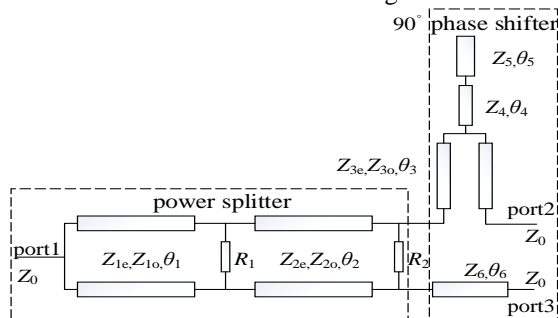 90° phase shifter
Z5,θ5
Z4,θ4
Z3e,Z3o,θ3
power splitter
port1
Z0
Z1e,Z1o,θ1
R1
Z2e,Z2o,θ2
R2
port2
Z0
Z6,θ6
Z0
port3